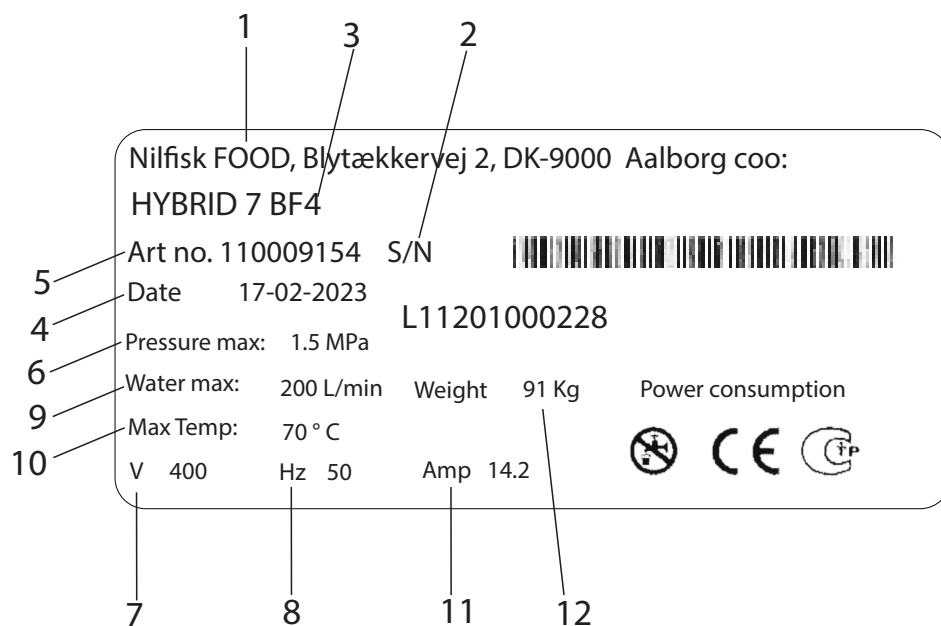 1
3
2
Nilfisk FOOD, Blytækkervej 2, DK-9000 Aalborg coo:
HYBRID 7 BF4
5
Art no. 110009154 S/N
4
Date 17-02-2023
L11201000228
6
Pressure max: 1.5 MPa
9
Water max: 200 L/min Weight 91 Kg Power consumption
10
Max Temp: 70 ° C
CE
TP
V 400 Hz 50 Amp 14.2
7
8
11
12